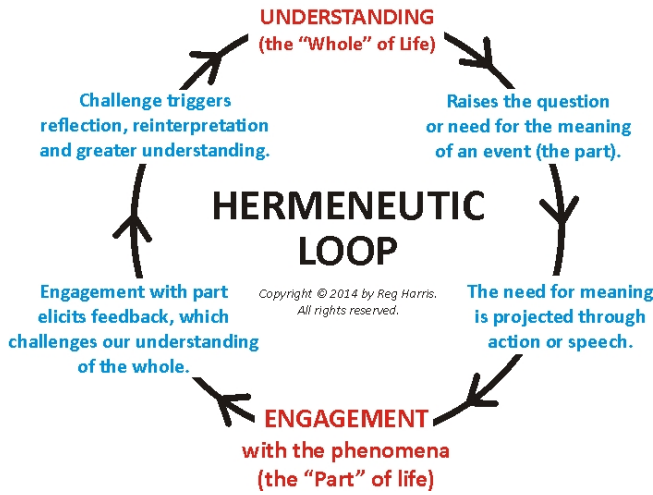 UNDERSTANDING
(the “Whole” of Life)
Raises the question
or need for the meaning
of an event (the part).
The need for meaning
is projected through
action or speech.
ENGAGEMENT
with the phenomena
(the “Part” of life)
Engagement with part
elicits feedback, which
challenges our understanding
of the whole.
Challenge triggers
reflection, reinterpretation
and greater understanding.
HERMENEUTIC
LOOP
Copyright © 2014 by Reg Harris.
All rights reserved.